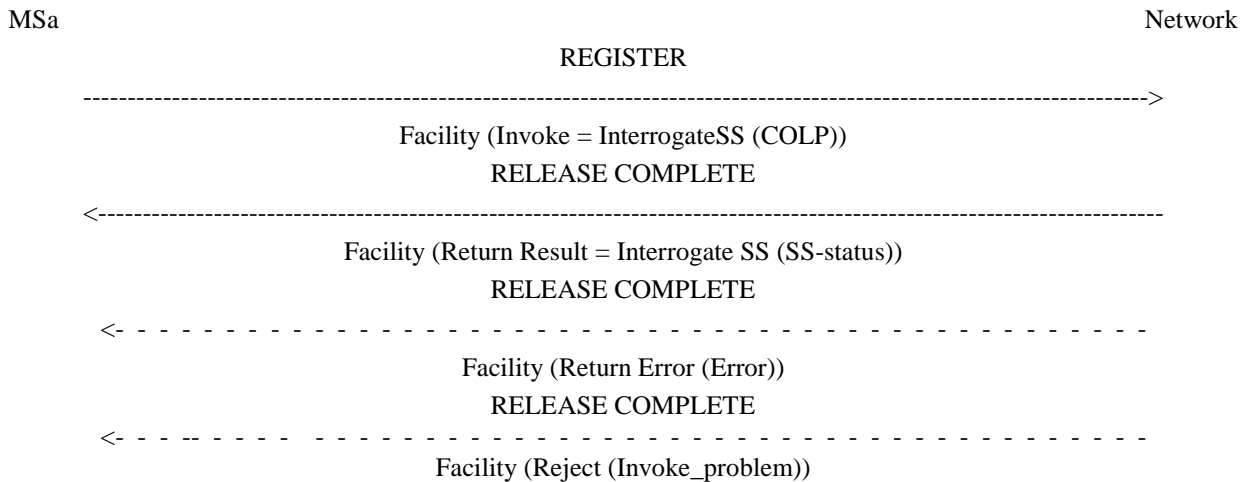 MSa Network
REGISTER
Facility (Invoke = InterrogateSS (COLP))
RELEASE COMPLETE
Facility (Return Result = Interrogate SS (SS-status))
RELEASE COMPLETE
Facility (Return Error (Error))
RELEASE COMPLETE
Facility (Reject (Invoke_problem))